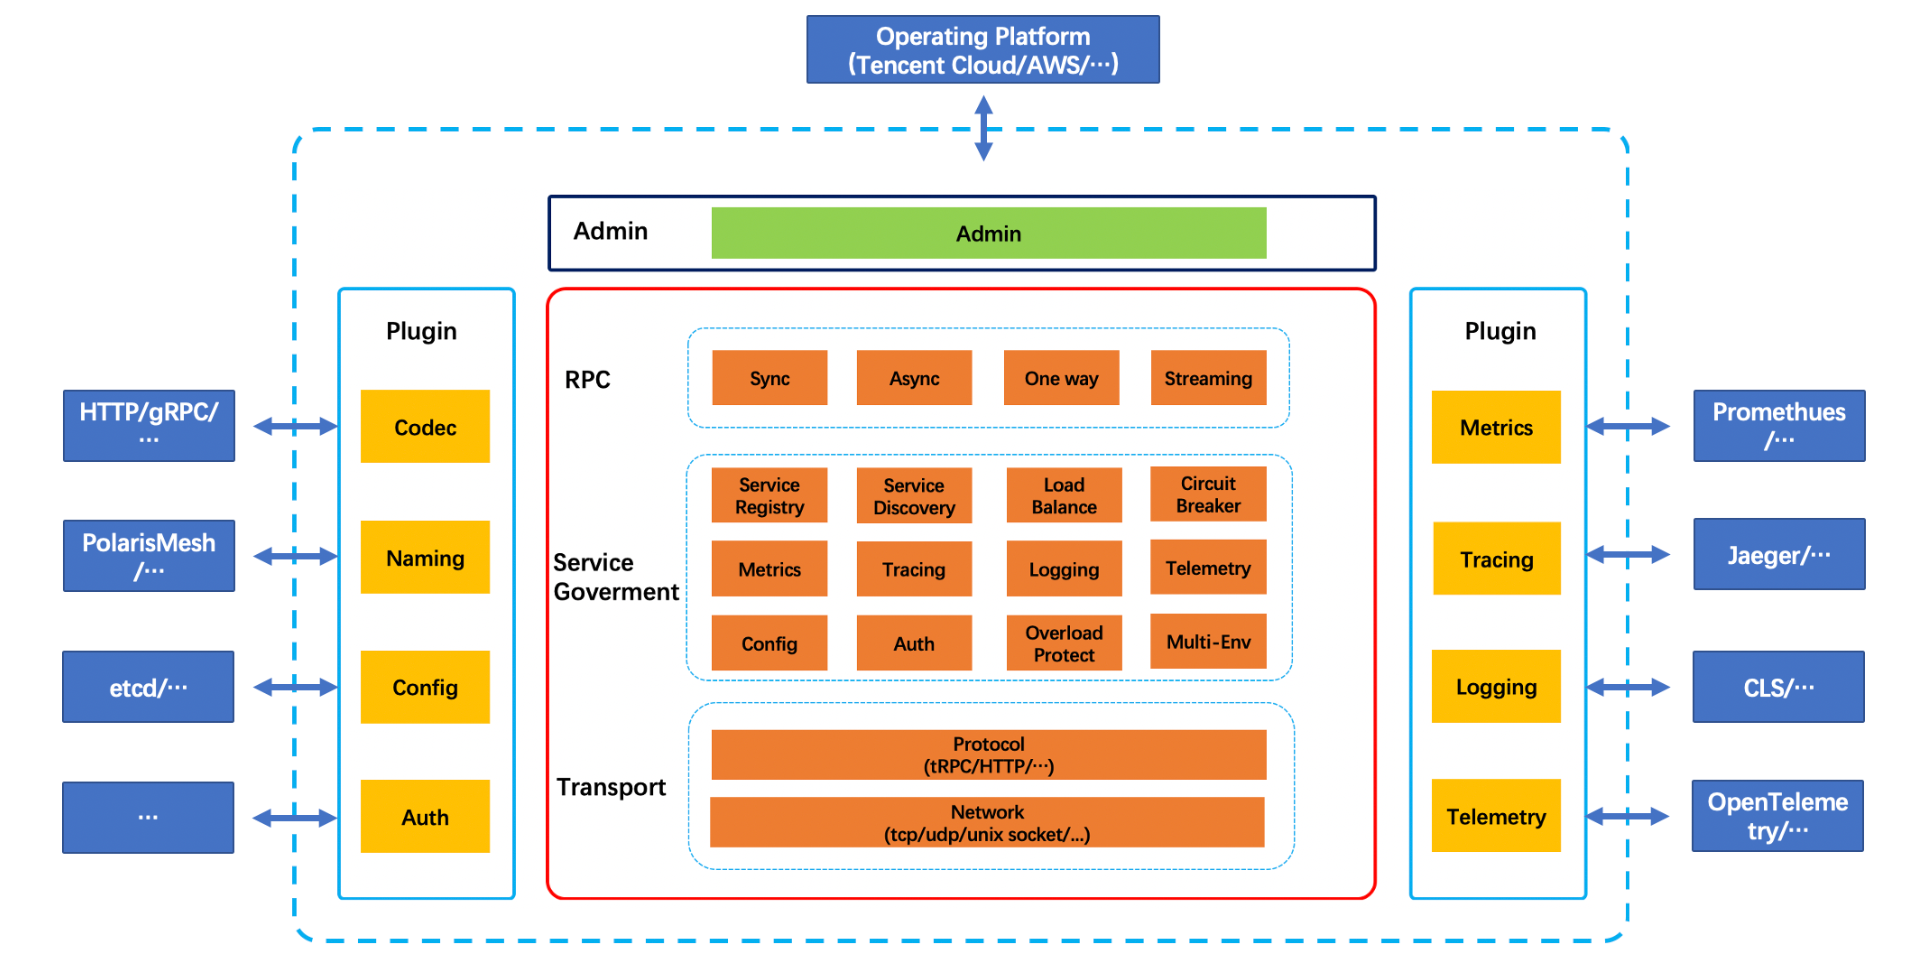 Operating Platform
(Tencent Cloud/AWS/···)
Admin
Admin
Plugin
Codec
Naming
Config
Auth
HTTP/gRPC/
···
PolarisMesh
/···
etcd/···
···
RPC
Sync
Async
One way
Streaming
Service
Goverment
Service
Registry
Service
Discovery
Load
Balance
Circuit
Breaker
Metrics
Tracing
Logging
Telemetry
Config
Auth
Overload
Protect
Multi-Env
Transport
Protocol
(tRPC/HTTP/···)
Network
(tcp/udp/unix socket/...)
Plugin
Metrics
Tracing
Logging
Telemetry
Promethues
/···
Jaeger/···
CLS/···
OpenTeleme
try/···